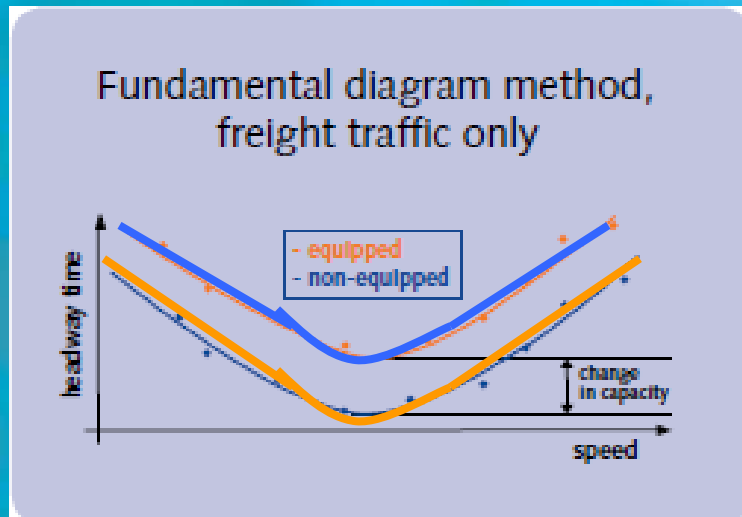 Fundamental diagram method,
freight traffic only
- equipped
- non-equipped
headway time
change
in capacity
speed